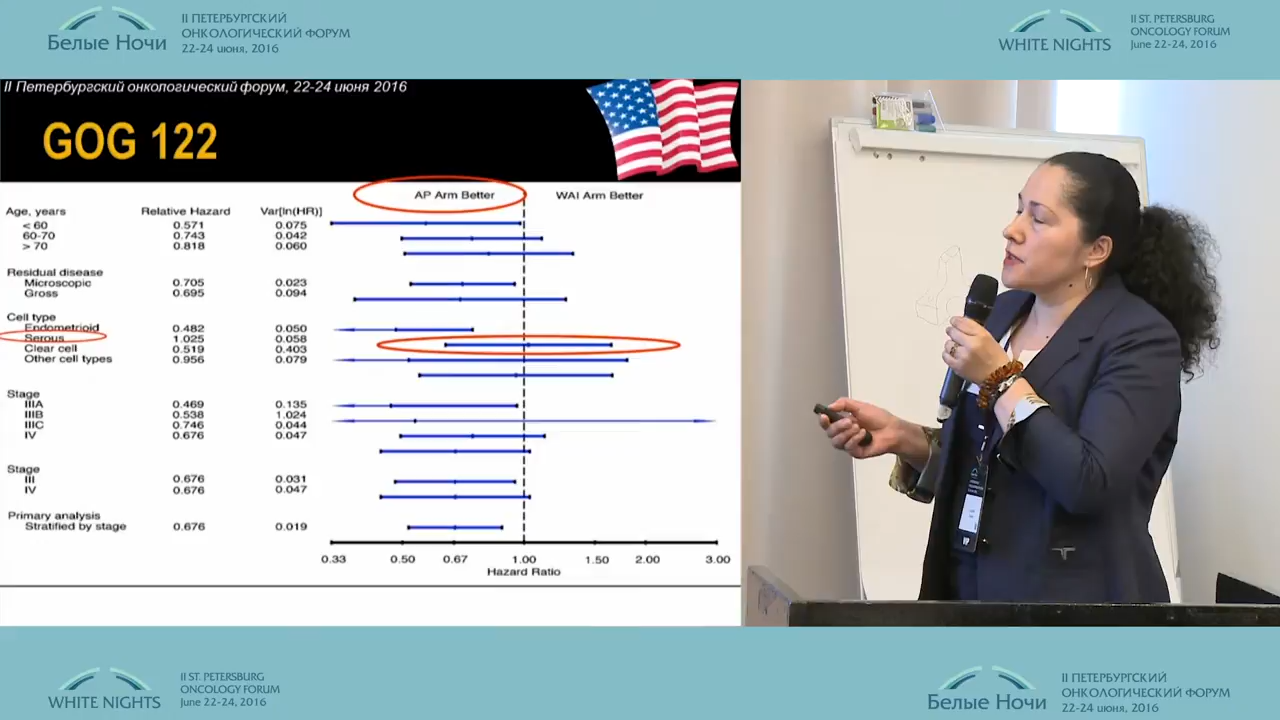 Белые Ночи
II ПЕТЕРБУРГСКИЙ
ОНКОЛОГИЧЕСКИЙ ФОРУМ
22-24 июня, 2016
WHITE NIGHTS
II ST. PETERSBURG
ONCOLOGY FORUM
June 22-24, 2016
II Петербургский онкологический форум, 22-24 июня 2016
GOG 122
AP Arm Better WAI Arm Better
Age, years Relative Hazard Var[ln(HR)]
< 60 0.571 0.075
60-70 0.743 0.042
> 70 0.818 0.060
Residual disease
Microscopic 0.705 0.023
Gross 0.695 0.094
Cell type
Endometrioid 0.482 0.050
Serous 1.025 0.058
Clear cell 0.519 0.403
Other cell types 0.956 0.079
Stage
IIIA 0.469 0.135
IIIB 0.538 1.024
IIIC 0.746 0.044
IV 0.676 0.047
Stage
III 0.676 0.031
IV 0.676 0.047
Primary analysis
Stratified by stage 0.676 0.019
0.33 0.50 0.67 1.00 1.50 2.00 3.00
Hazard Ratio
WHITE NIGHTS
II ST. PETERSBURG
ONCOLOGY FORUM
June 22-24, 2016
Белые Ночи
II ПЕТЕРБУРГСКИЙ
ОНКОЛОГИЧЕСКИЙ ФОРУМ
22-24 июня, 2016